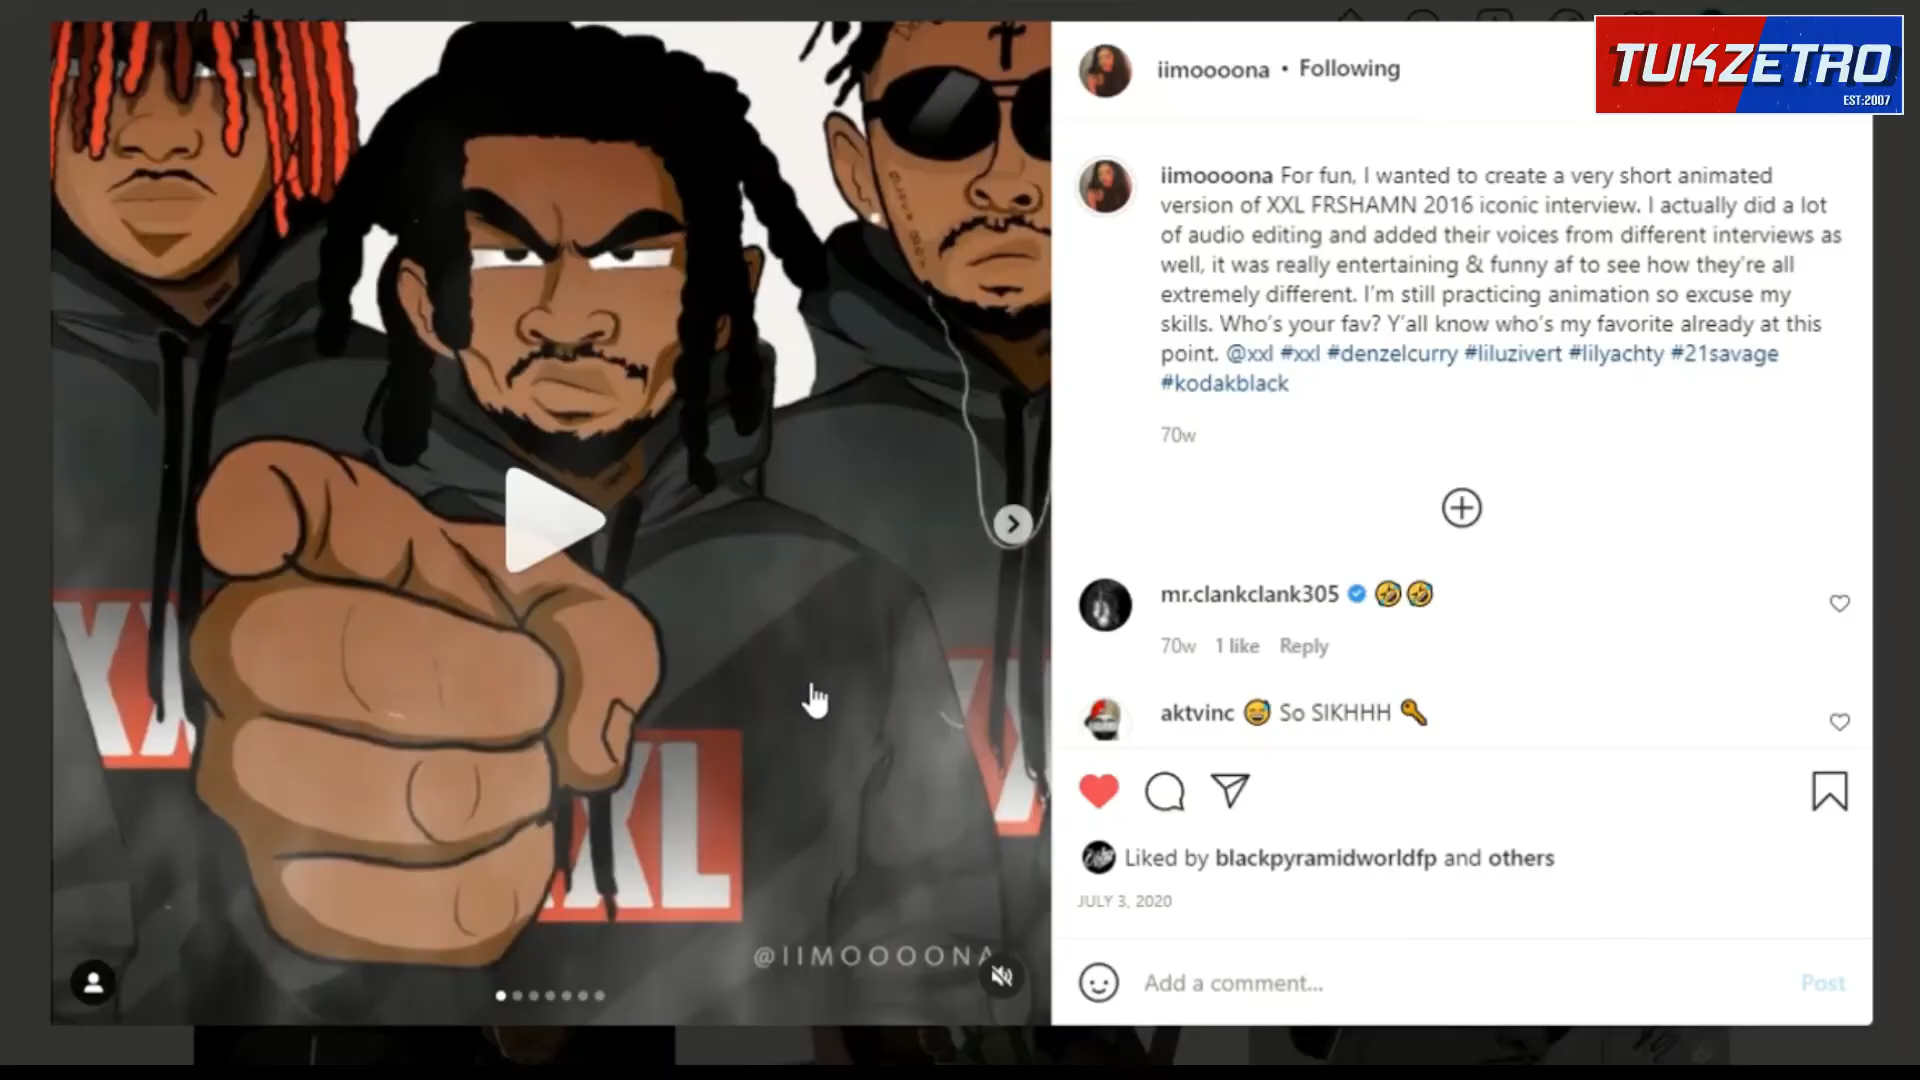 TUKZETRO
EST:2007
iimoooona • Following
iimoooona For fun, I wanted to create a very short animated
version of XXL FRSHAMN 2016 iconic interview. I actually did a lot
of audio editing and added their voices from different interviews as
well, it was really entertaining & funny af to see how they're all
extremely different. I'm still practicing animation so excuse my
skills. Who's your fav? Y'all know who's my favorite already at this
point. @xxl #xxl #denzelcurry #liluzivert #lilyachty #21savage
#kodakblack
70w
mr.clankclank305 🤣🤣
70w 1 like Reply
aktvinc 😅 So SIKHHH 🔑
Liked by blackpyramidworldfp and others
JULY 3, 2020
Add a comment... Post
XX
XXL
@IIMOOOONA